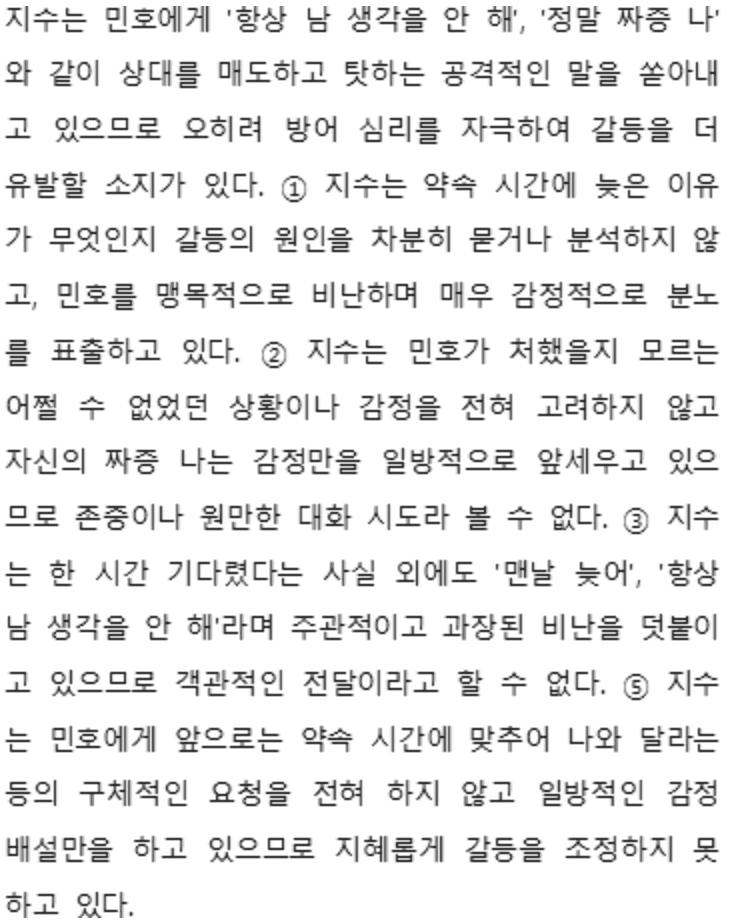 지수는 민호에게 '항상 남 생각을 안 해', '정말 짜증 나'
와 같이 상대를 매도하고 탓하는 공격적인 말을 쏟아내
고 있으므로 오히려 방어 심리를 자극하여 갈등을 더
유발할 소지가 있다. ① 지수는 약속 시간에 늦은 이유
가 무엇인지 갈등의 원인을 차분히 묻거나 분석하지 않
고, 민호를 맹목적으로 비난하며 매우 감정적으로 분노
를 표출하고 있다. ② 지수는 민호가 처했을지 모르는
어쩔 수 없었던 상황이나 감정을 전혀 고려하지 않고
자신의 짜증 나는 감정만을 일방적으로 앞세우고 있으
므로 존중이나 원만한 대화 시도라 볼 수 없다. ③ 지수
는 한 시간 기다렸다는 사실 외에도 '맨날 늦어', '항상
남 생각을 안 해'라며 주관적이고 과장된 비난을 덧붙이
고 있으므로 객관적인 전달이라고 할 수 없다. ⑤ 지수
는 민호에게 앞으로는 약속 시간에 맞추어 나와 달라는
등의 구체적인 요청을 전혀 하지 않고 일방적인 감정
배설만을 하고 있으므로 지혜롭게 갈등을 조정하지 못
하고 있다.